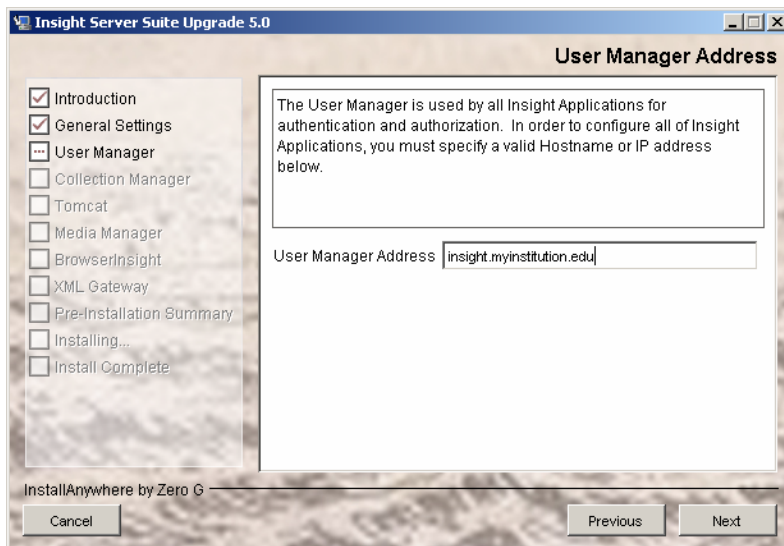 Insight Server Suite Upgrade 5.0
User Manager Address
Introduction
General Settings
User Manager
Collection Manager
Tomcat
Media Manager
BrowserInsight
XML Gateway
Pre-Installation Summary
Installing...
Install Complete
The User Manager is used by all Insight Applications for
authentication and authorization. In order to configure all of Insight
Applications, you must specify a valid Hostname or IP address
below.
User Manager Address insight.myinstitution.edu
InstallAnywhere by Zero G
Cancel Previous Next